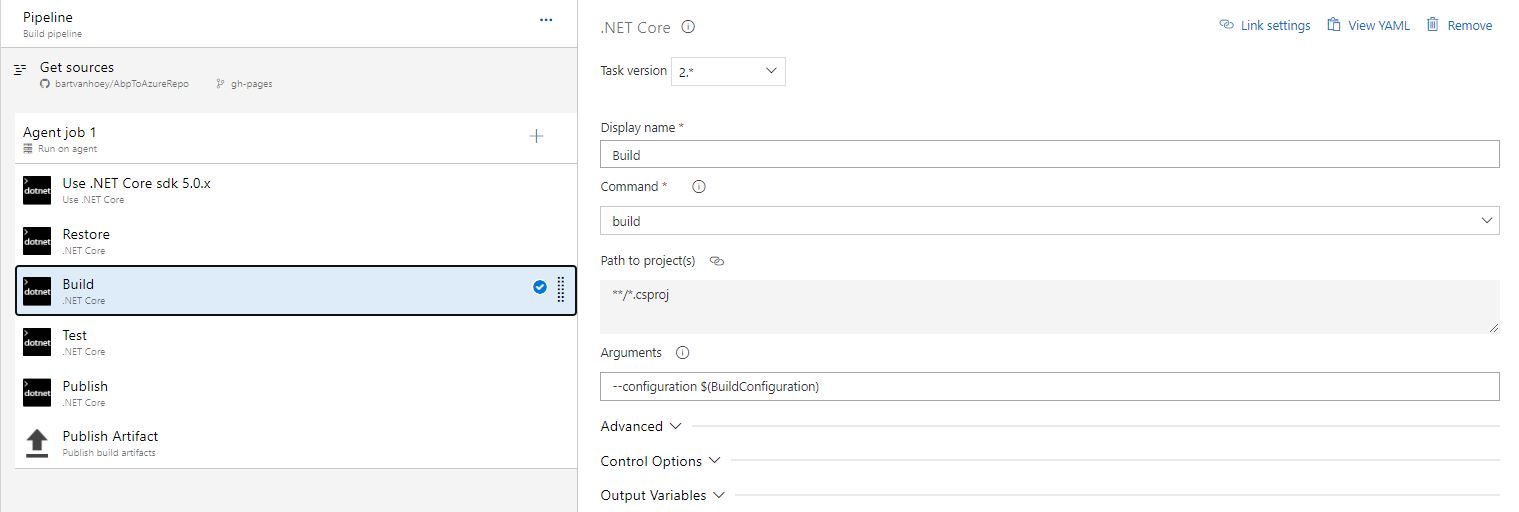 Pipeline
...
Build pipeline
Get sources
bartvanhoey/AbpToAzureRepo gh-pages
Agent job 1
Run on agent
dotnet
Use .NET Core sdk 5.0.x
Use .NET Core
dotnet
Restore
.NET Core
dotnet
Build
.NET Core
dotnet
Test
.NET Core
dotnet
Publish
.NET Core
Publish Artifact
Publish build artifacts
.NET Core
Link settings View YAML Remove
Task version 2.*
Display name *
Build
Command *
build
Path to project(s)
**/*.csproj
Arguments
--configuration $(BuildConfiguration)
Advanced
Control Options
Output Variables